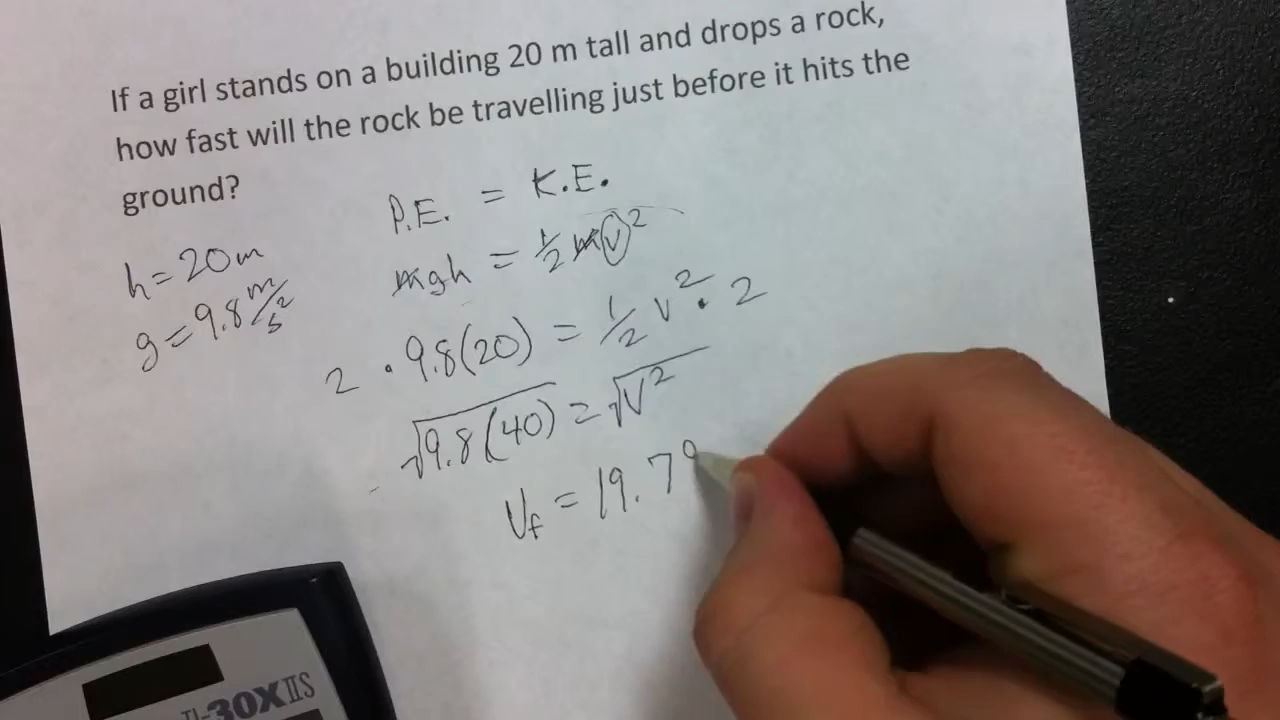 If a girl stands on a building 20 m tall and drops a rock,
how fast will the rock be travelling just before it hits the
ground?
P.E. = K.E.
h = 20m
mgh = 1/2 mv²
g = 9.8 m/s²
2 · 9.8(20) = 1/2 v² · 2
√9.8(40) = √v²
Vf = 19.79
TI-30X IIS